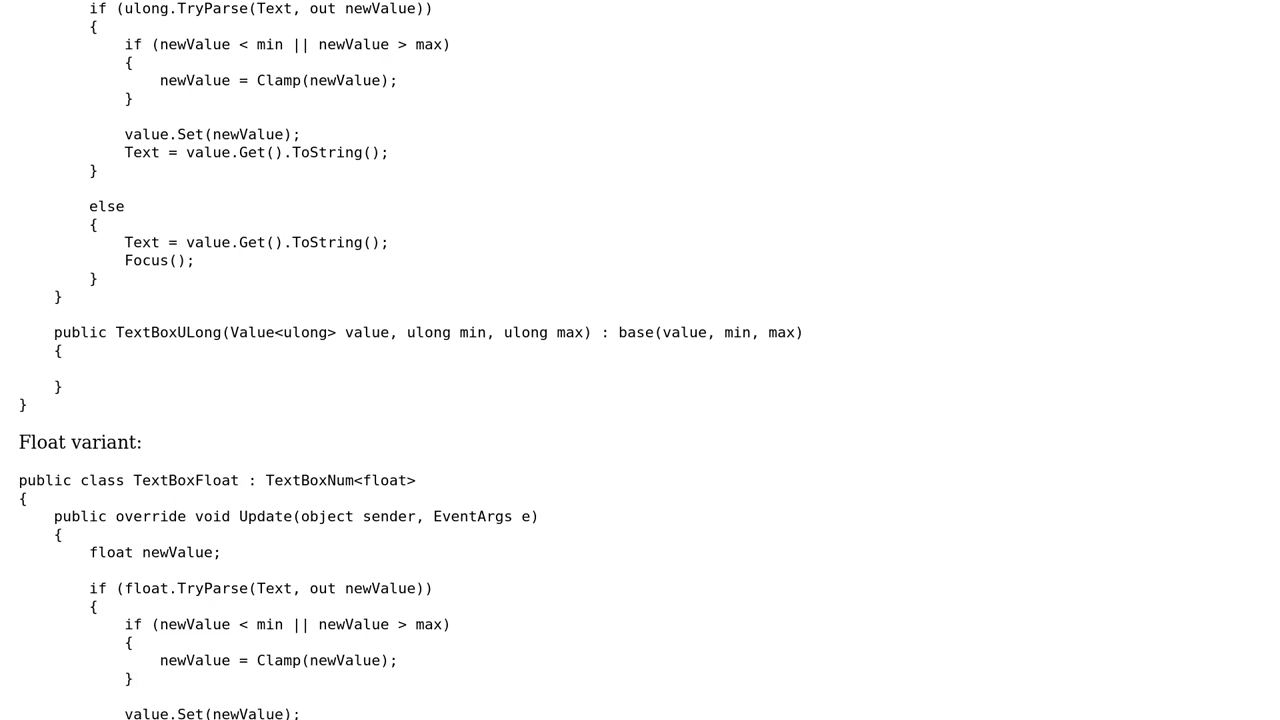 if (ulong.TryParse(Text, out newValue))
{
if (newValue < min || newValue > max)
{
newValue = Clamp(newValue);
}
value.Set(newValue);
Text = value.Get().ToString();
}
else
{
Text = value.Get().ToString();
Focus();
}
}
public TextBoxULong(Value<ulong> value, ulong min, ulong max) : base(value, min, max)
{
}
}
Float variant:
public class TextBoxFloat : TextBoxNum<float>
{
public override void Update(object sender, EventArgs e)
{
float newValue;
if (float.TryParse(Text, out newValue))
{
if (newValue < min || newValue > max)
{
newValue = Clamp(newValue);
}
value.Set(newValue);